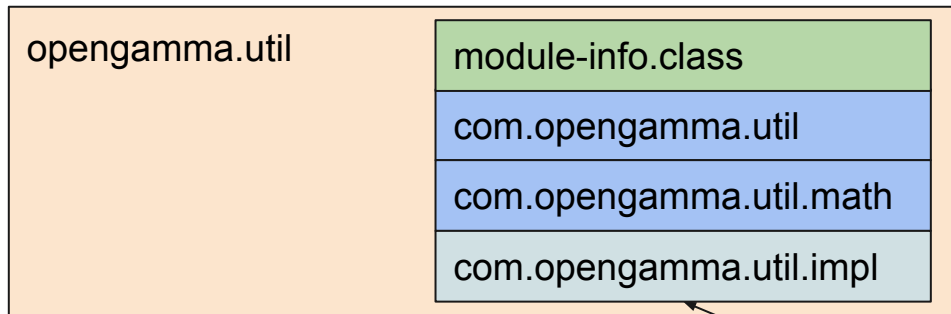 opengamma.util
module-info.class
com.opengamma.util
com.opengamma.util.math
com.opengamma.util.impl